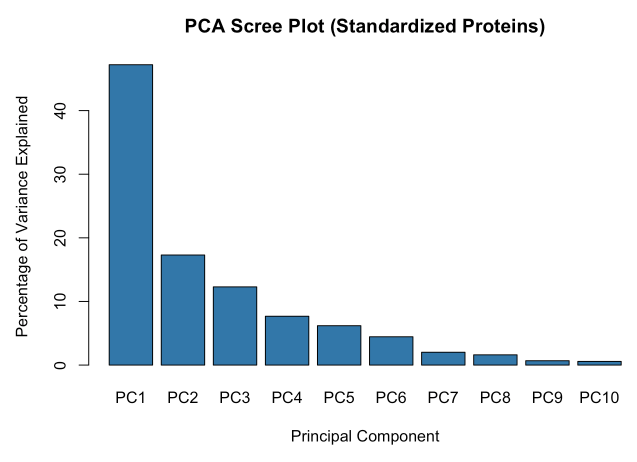 PCA Scree Plot (Standardized Proteins)
Percentage of Variance Explained
40
30
20
10
0
PC1 PC2 PC3 PC4 PC5 PC6 PC7 PC8 PC9 PC10
Principal Component